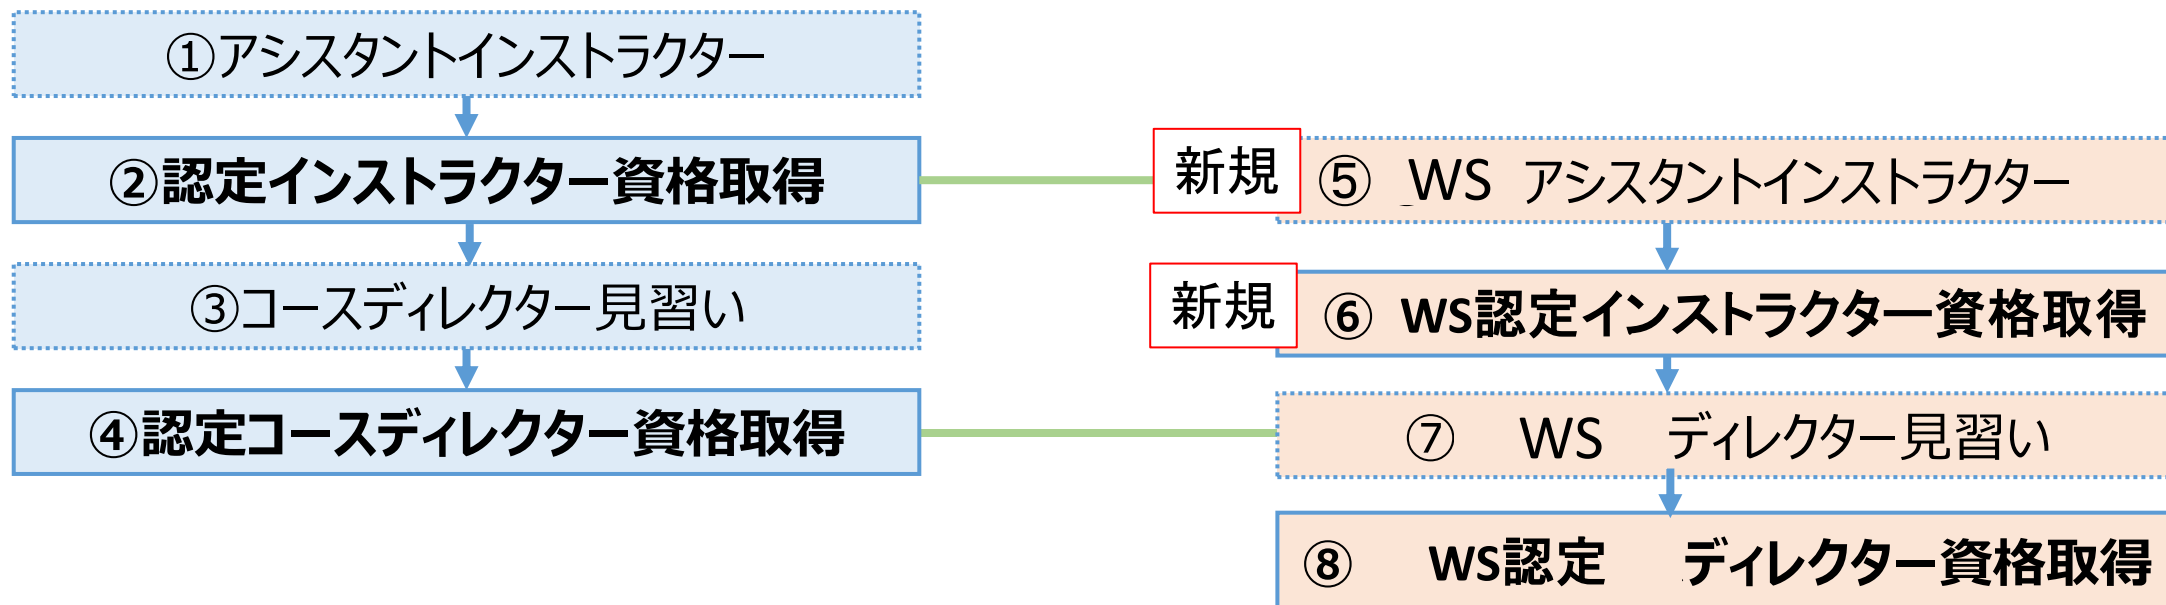 ①アシスタントインストラクター
②認定インストラクター資格取得
③コースディレクター見習い
④認定コースディレクター資格取得
新規
⑤ WS アシスタントインストラクター
新規
⑥ WS認定インストラクター資格取得
⑦ WS ディレクター見習い
⑧ WS認定 ディレクター資格取得